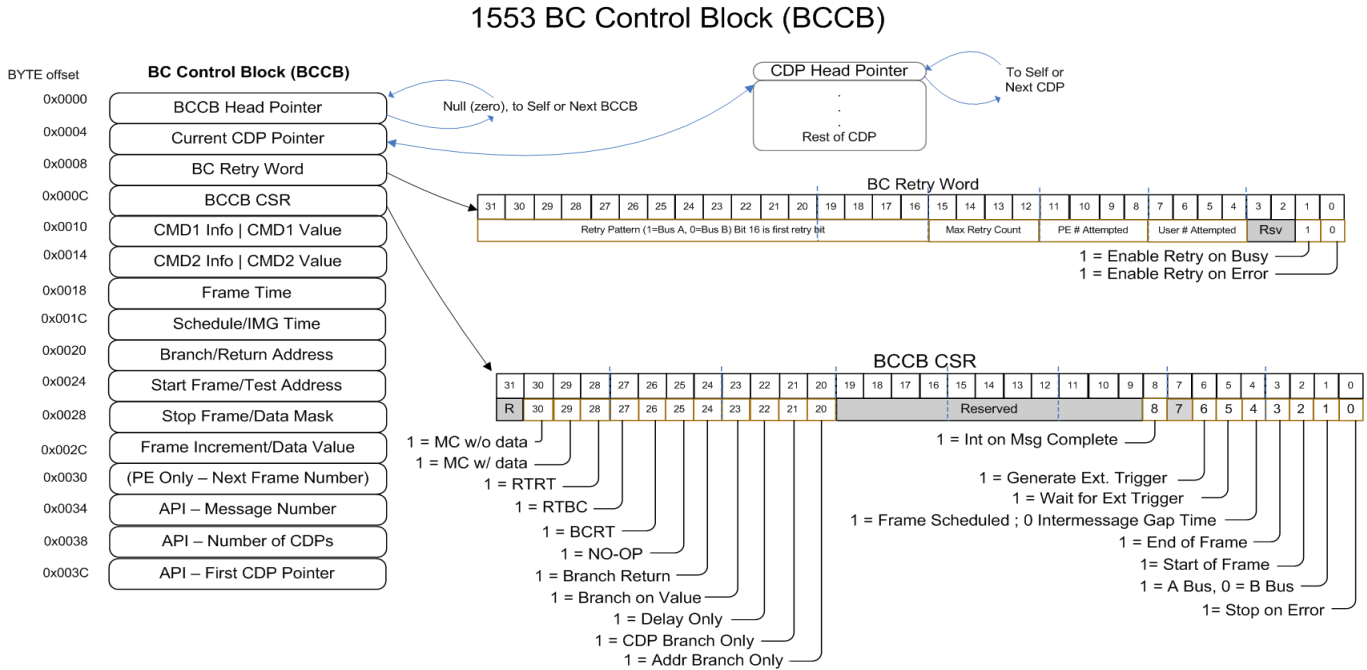 1553 BC Control Block (BCCB)
BYTE offset
BC Control Block (BCCB)
0x0000
BCCB Head Pointer
0x0004
Current CDP Pointer
0x0008
BC Retry Word
0x000C
BCCB CSR
0x0010
CMD1 Info | CMD1 Value
0x0014
CMD2 Info | CMD2 Value
0x0018
Frame Time
0x001C
Schedule/IMG Time
0x0020
Branch/Return Address
0x0024
Start Frame/Test Address
0x0028
Stop Frame/Data Mask
0x002C
Frame Increment/Data Value
0x0030
(PE Only – Next Frame Number)
0x0034
API – Message Number
0x0038
API – Number of CDPs
0x003C
API – First CDP Pointer
Null (zero), to Self or Next BCCB
CDP Head Pointer
.
.
.
Rest of CDP
To Self or
Next CDP
BC Retry Word
31 30 29 28 27 26 25 24 23 22 21 20 19 18 17 16 15 14 13 12 11 10 9 8 7 6 5 4 3 2 1 0
Retry Pattern (1=Bus A, 0=Bus B) Bit 16 is first retry bit Max Retry Count PE # Attempted User # Attempted Rsv 1 0
1 = Enable Retry on Busy
1 = Enable Retry on Error
BCCB CSR
31 30 29 28 27 26 25 24 23 22 21 20 19 18 17 16 15 14 13 12 11 10 9 8 7 6 5 4 3 2 1 0
R 30 29 28 27 26 25 24 23 22 21 20 Reserved 8 7 6 5 4 3 2 1 0
1 = MC w/o data
1 = MC w/ data
1 = RTRT
1 = RTBC
1 = BCRT
1 = NO-OP
1 = Branch Return
1 = Branch on Value
1 = Delay Only
1 = CDP Branch Only
1 = Addr Branch Only
1 = Int on Msg Complete
1 = Generate Ext. Trigger
1 = Wait for Ext Trigger
1 = Frame Scheduled ; 0 Intermessage Gap Time
1 = End of Frame
1= Start of Frame
1 = A Bus, 0 = B Bus
1= Stop on Error